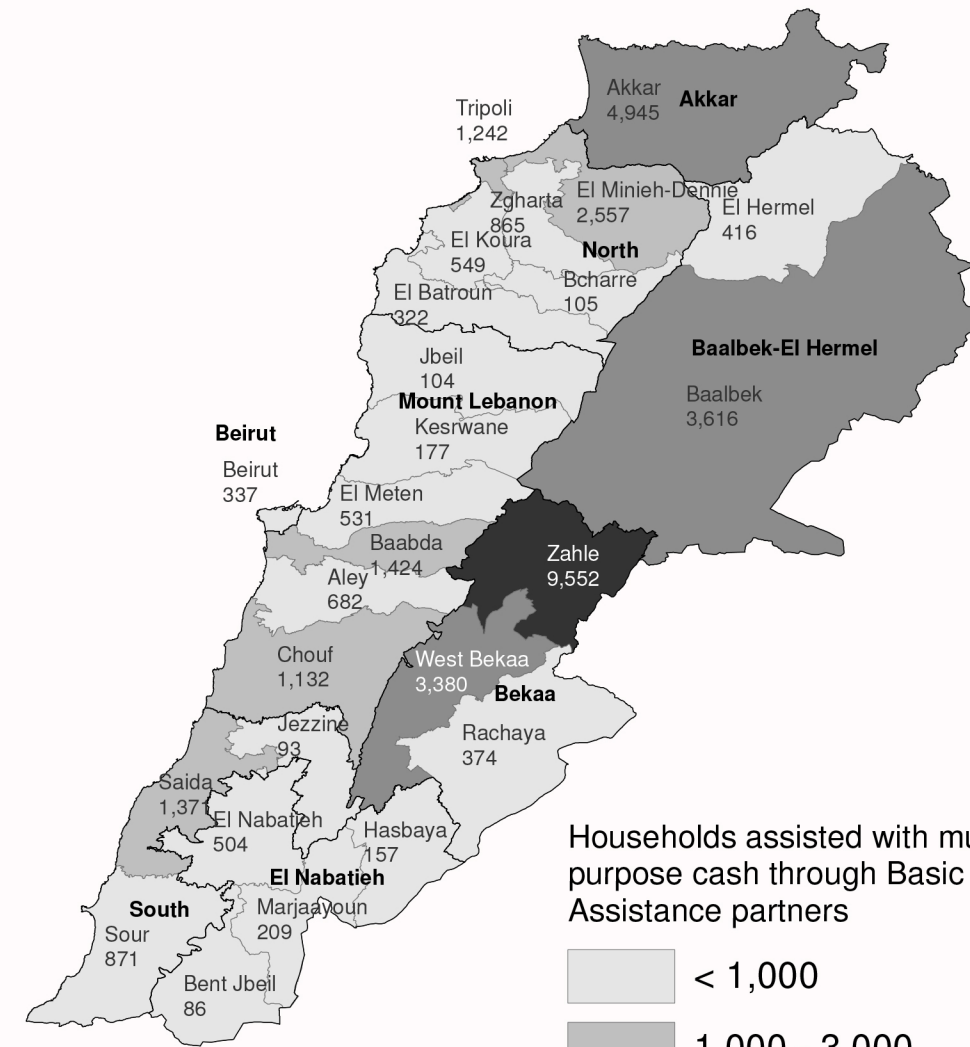 Akkar
4,945
Akkar
Tripoli
1,242
El Minieh-Dennie
2,557
Zgharta
865
El Hermel
416
El Koura
549
North
Bcharre
105
El Batroun
322
Jbeil
104
Baalbek-El Hermel
Baalbek
3,616
Mount Lebanon
Kesrwane
177
Beirut
Beirut
337
El Meten
531
Baabda
1,424
Zahle
9,552
Aley
682
Chouf
1,132
West Bekaa
3,380
Bekaa
Jezzine
93
Rachaya
374
Saida
1,371
El Nabatieh
504
Hasbaya
157
El Nabatieh
South
Marjaayoun
209
Sour
871
Bent Jbeil
86
Households assisted with mu
purpose cash through Basic
Assistance partners
< 1,000
1,000 - 3,000